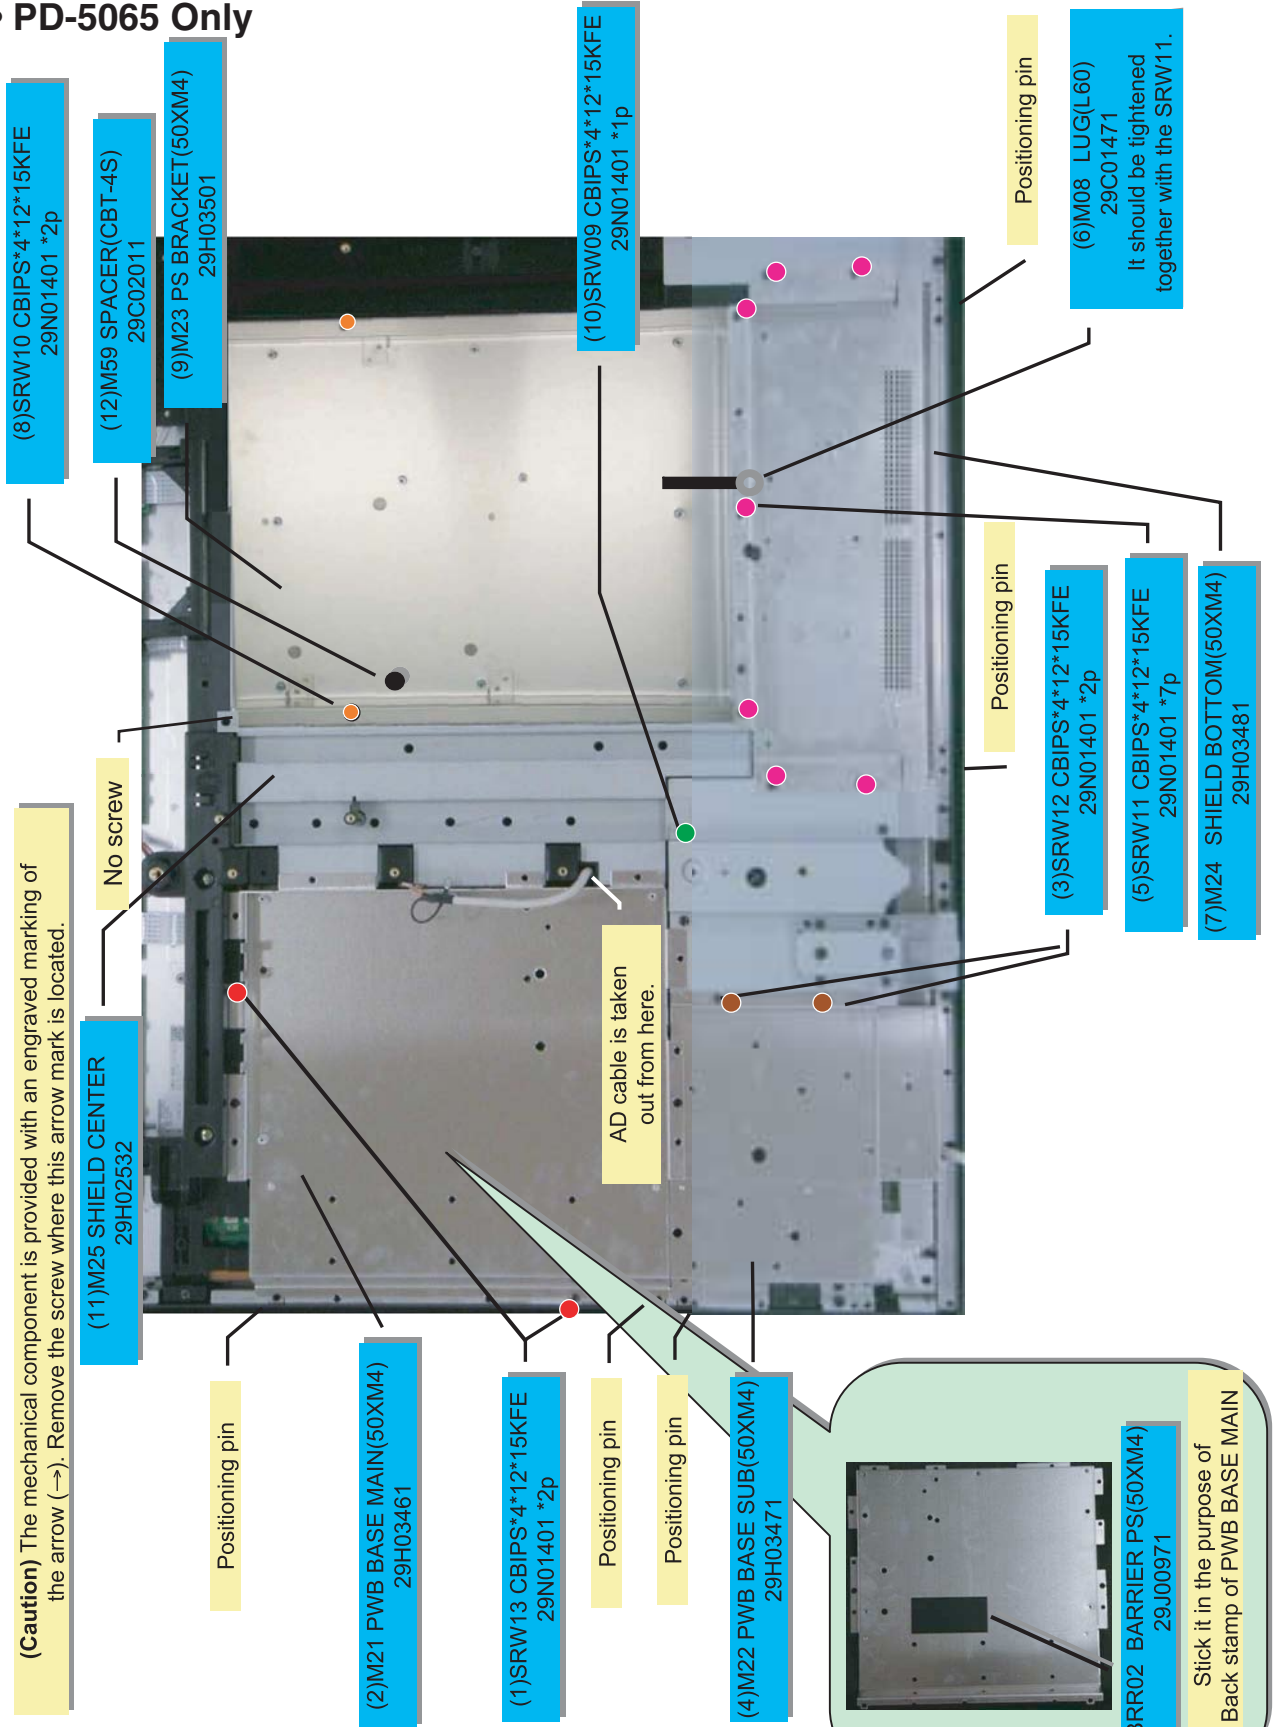 • PD-5065 Only
(8)SRW10 CBIPS*4*12*15KFE
29N01401 *2p
(12)M59 SPACER(CBT-4S)
29C02011
(9)M23 PS BRACKET(50XM4)
29H03501
(10)SRW09 CBIPS*4*12*15KFE
29N01401 *1p
Positioning pin
(6)M08 LUG(L60)
29C01471
It should be tightened
together with the SRW11.
(Caution) The mechanical component is provided with an engraved marking of
the arrow (→). Remove the screw where this arrow mark is located.
No screw
(11)M25 SHIELD CENTER
29H02532
AD cable is taken
out from here.
Positioning pin
(3)SRW12 CBIPS*4*12*15KFE
29N01401 *2p
(5)SRW11 CBIPS*4*12*15KFE
29N01401 *7p
(7)M24 SHIELD BOTTOM(50XM4)
29H03481
Positioning pin
(2)M21 PWB BASE MAIN(50XM4)
29H03461
(1)SRW13 CBIPS*4*12*15KFE
29N01401 *2p
Positioning pin
Positioning pin
(4)M22 PWB BASE SUB(50XM4)
29H03471
BRR02 BARRIER PS(50XM4)
29J00971
Stick it in the purpose of
Back stamp of PWB BASE MAIN